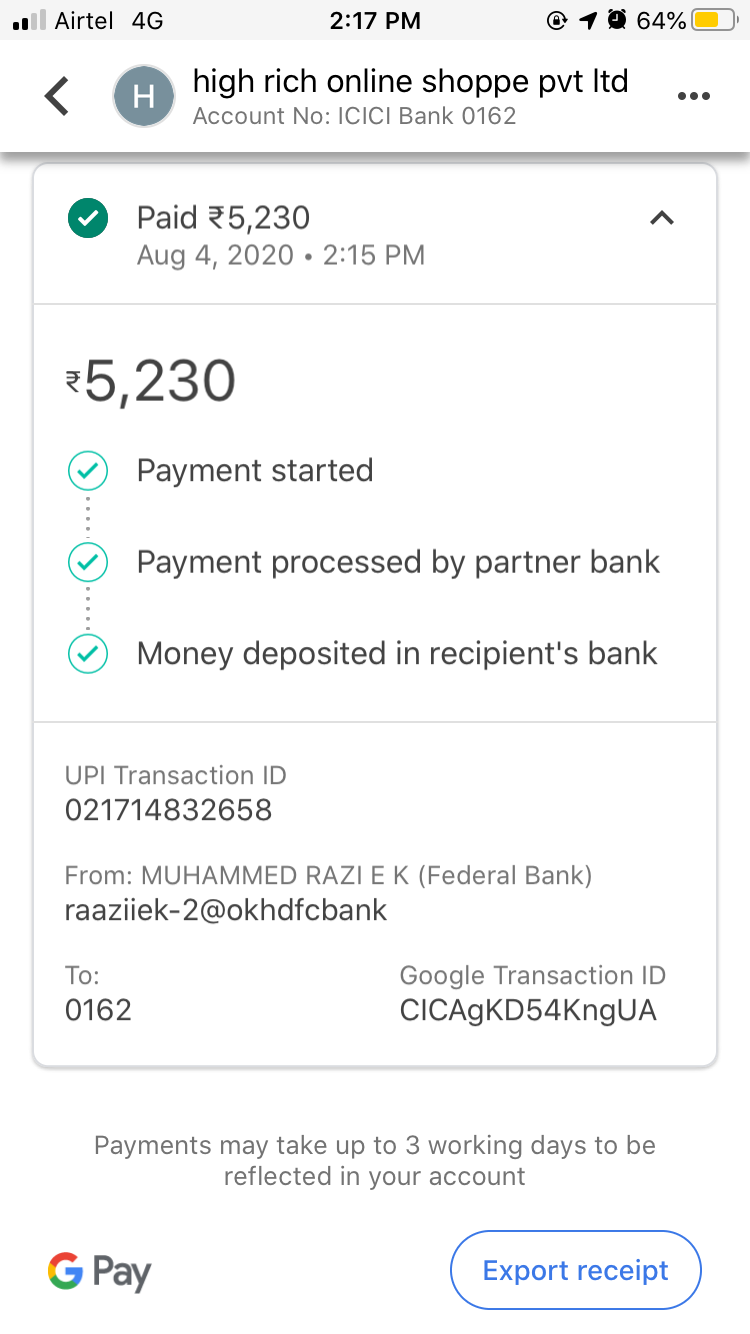 Airtel 4G 2:17 PM 64%
H
high rich online shoppe pvt ltd
Account No: ICICI Bank 0162
Paid ₹5,230
Aug 4, 2020 • 2:15 PM
₹5,230
Payment started
Payment processed by partner bank
Money deposited in recipient's bank
UPI Transaction ID
021714832658
From: MUHAMMED RAZI E K (Federal Bank)
raaziiek-2@okhdfcbank
To: Google Transaction ID
0162 CICAgKD54KngUA
Payments may take up to 3 working days to be
reflected in your account
G Pay Export receipt